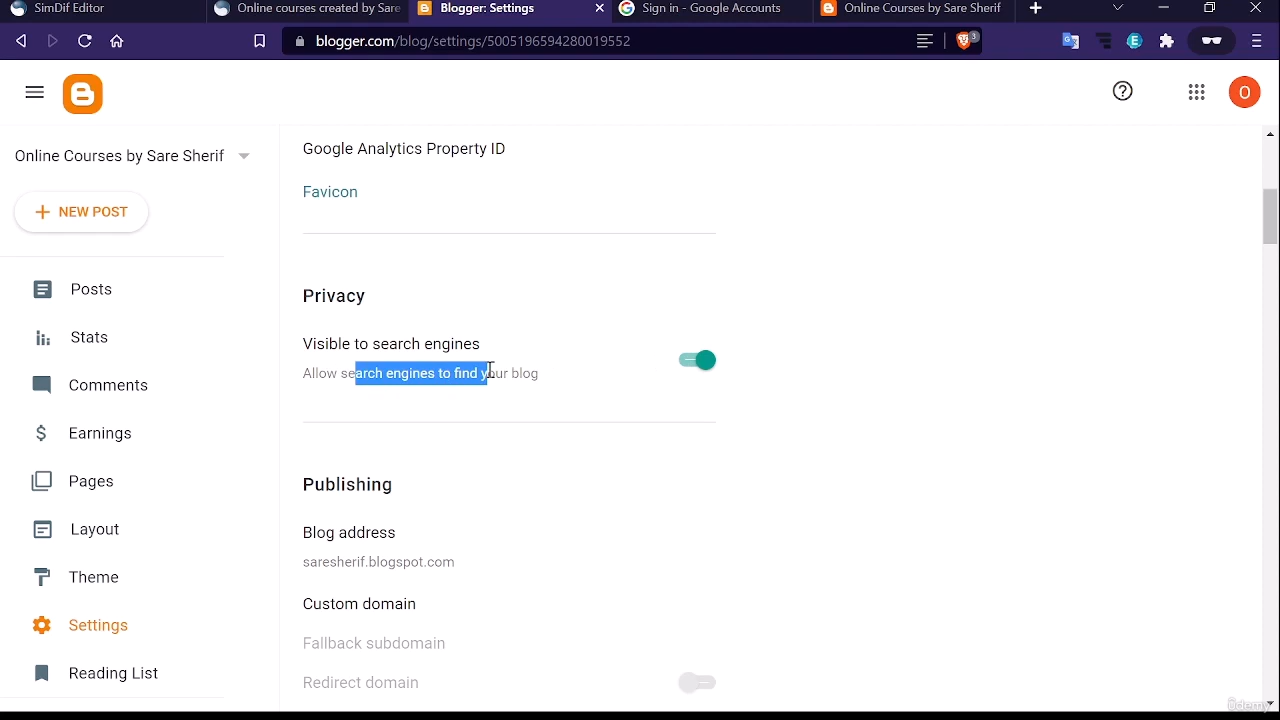 SimDif Editor
Online courses created by Sare
Blogger: Settings
Sign in - Google Accounts
Online Courses by Sare Sherif
blogger.com/blog/settings/5005196594280019552
3
E
O
Online Courses by Sare Sherif
NEW POST
Posts
Stats
Comments
Earnings
Pages
Layout
Theme
Settings
Reading List
Google Analytics Property ID
Favicon
Privacy
Visible to search engines
Allow search engines to find your blog
Publishing
Blog address
saresherif.blogspot.com
Custom domain
Fallback subdomain
Redirect domain
Udemy